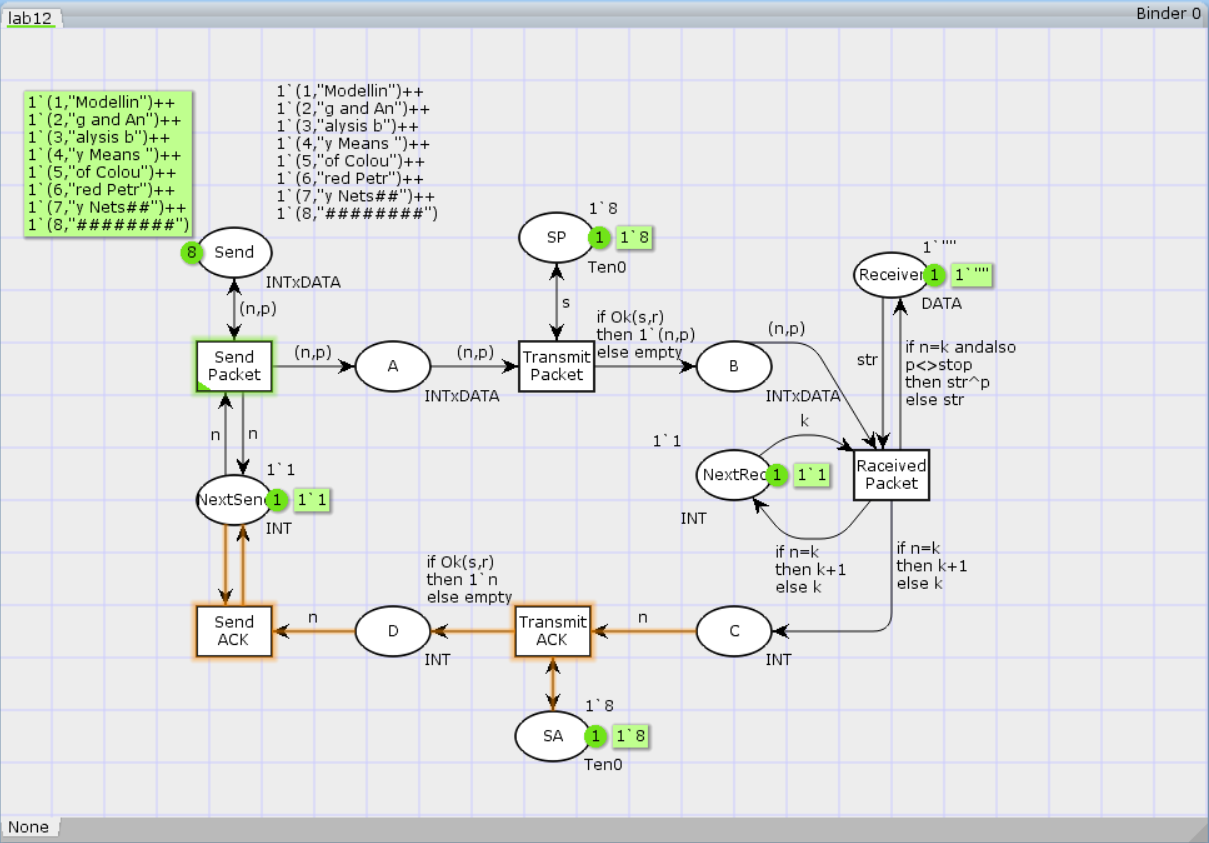 lab12
Binder 0
1`(1,"Modellin")++
1`(2,"g and An")++
1`(3,"alysis b")++
1`(4,"y Means ")++
1`(5,"of Colou")++
1`(6,"red Petr")++
1`(7,"y Nets##")++
1`(8,"########")
1`(1,"Modellin")++
1`(2,"g and An")++
1`(3,"alysis b")++
1`(4,"y Means ")++
1`(5,"of Colou")++
1`(6,"red Petr")++
1`(7,"y Nets##")++
1`(8,"########")
8
Send
INTxDATA
(n,p)
SP
1`8
1
1`8
Ten0
s
1`""
Receiver
1
1`""
DATA
Send
Packet
(n,p)
A
INTxDATA
(n,p)
Transmit
Packet
if Ok(s,r)
then 1`(n,p)
else empty
B
INTxDATA
(n,p)
str
if n=k andalso
p<>stop
then str^p
else str
n
n
1`1
NextSend
1
1`1
INT
1`1
NextRec
1
1`1
INT
k
Raceived
Packet
if n=k
then k+1
else k
if n=k
then k+1
else k
Send
ACK
n
D
INT
if Ok(s,r)
then 1`n
else empty
Transmit
ACK
n
C
INT
1`8
SA
1
1`8
Ten0
None